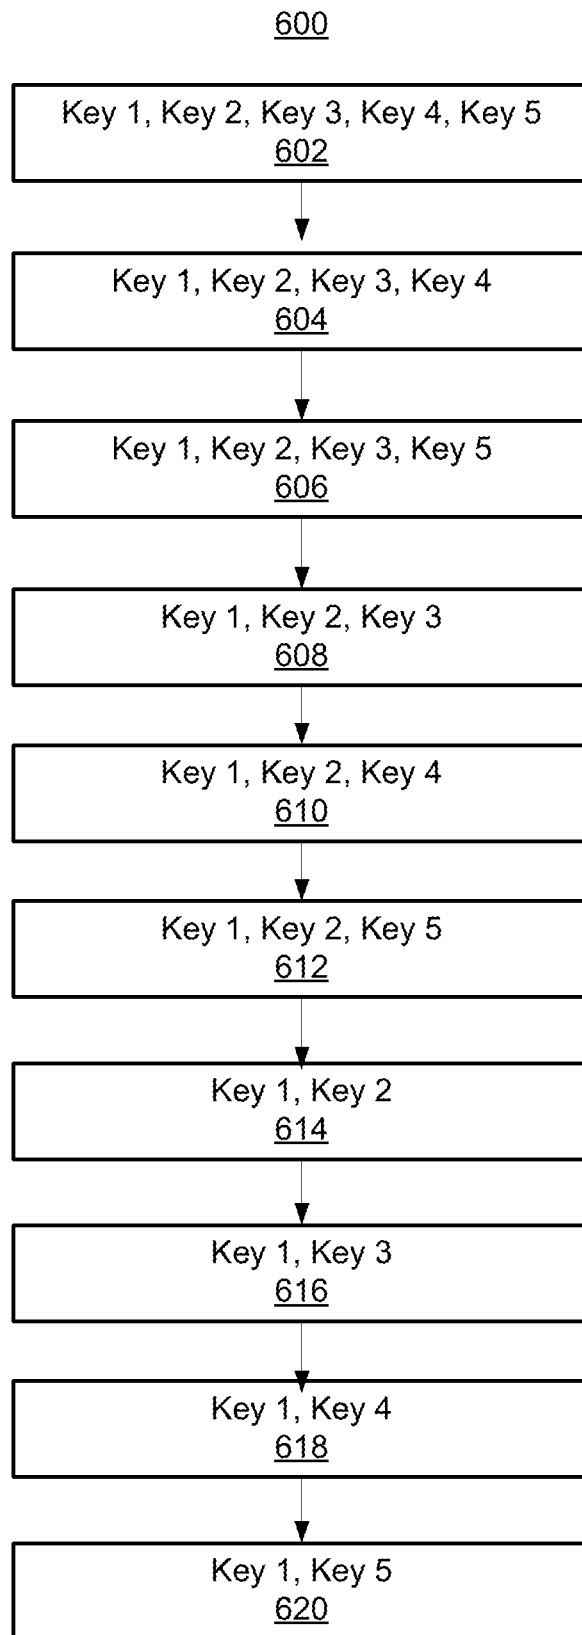 600
Key 1, Key 2, Key 3, Key 4, Key 5
602
Key 1, Key 2, Key 3, Key 4
604
Key 1, Key 2, Key 3, Key 5
606
Key 1, Key 2, Key 3
608
Key 1, Key 2, Key 4
610
Key 1, Key 2, Key 5
612
Key 1, Key 2
614
Key 1, Key 3
616
Key 1, Key 4
618
Key 1, Key 5
620